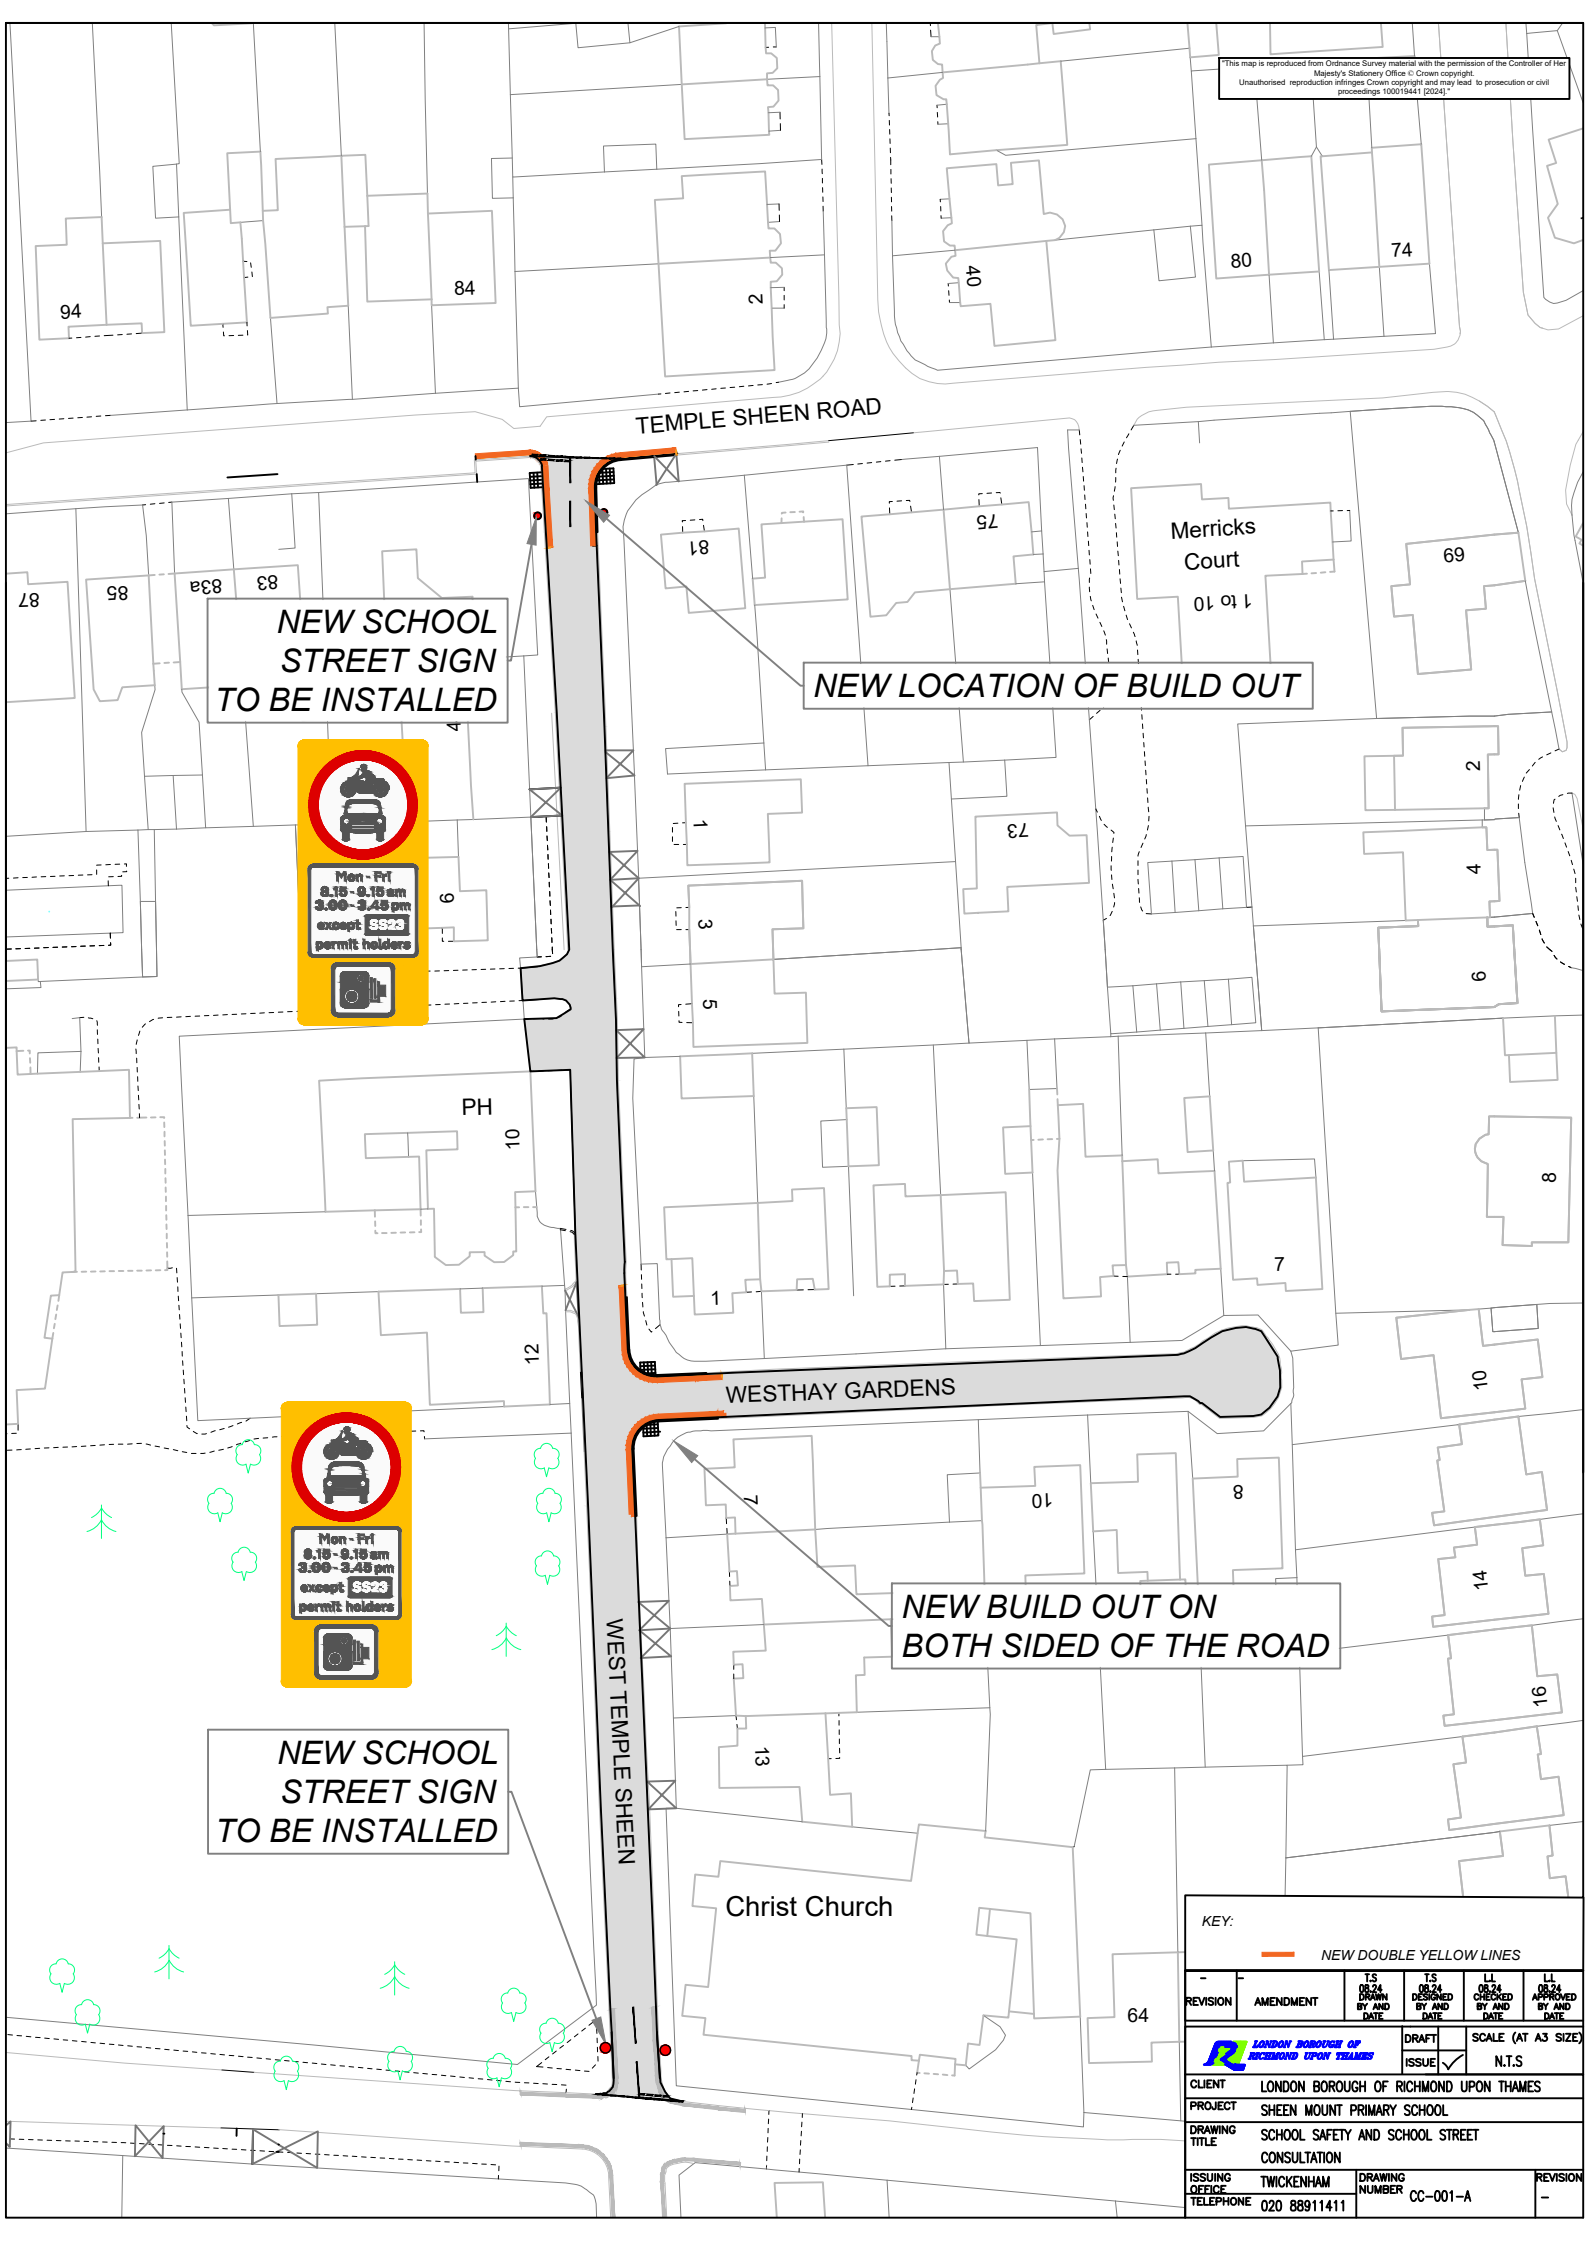 "This map is reproduced from Ordnance Survey material with the permission of the Controller of Her
Majesty's Stationery Office © Crown copyright.
Unauthorised reproduction infringes Crown copyright and may lead to prosecution or civil
proceedings 100019441 [2024]."
94
84
2
40
80
74
TEMPLE SHEEN ROAD
87
85
83a
83
81
75
Merricks
Court
1 to 10
69
NEW SCHOOL
STREET SIGN
TO BE INSTALLED
NEW LOCATION OF BUILD OUT
4
2
Mon - Fri
8.15 - 9.15 am
3.00 - 3.45 pm
except SS23
permit holders
6
1
3
5
73
4
6
PH
10
8
12
1
7
WESTHAY GARDENS
10
Mon - Fri
8.15 - 9.15 am
3.00 - 3.45 pm
except SS23
permit holders
7
10
8
14
NEW BUILD OUT ON
BOTH SIDED OF THE ROAD
WEST TEMPLE SHEEN
16
13
NEW SCHOOL
STREET SIGN
TO BE INSTALLED
Christ Church
64
KEY:
NEW DOUBLE YELLOW LINES
- - T.S T.S L.L L.L
08.24 08.24 08.24 08.24
REVISION AMENDMENT DRAWN DESIGNED CHECKED APPROVED
BY AND BY AND BY AND BY AND
DATE DATE DATE DATE
LONDON BOROUGH OF
RICHMOND UPON THAMES
DRAFT SCALE (AT A3 SIZE)
ISSUE ✓ N.T.S
CLIENT LONDON BOROUGH OF RICHMOND UPON THAMES
PROJECT SHEEN MOUNT PRIMARY SCHOOL
DRAWING
TITLE SCHOOL SAFETY AND SCHOOL STREET
CONSULTATION
ISSUING
OFFICE TWICKENHAM
DRAWING
NUMBER CC-001-A
REVISION
-
TELEPHONE 020 88911411